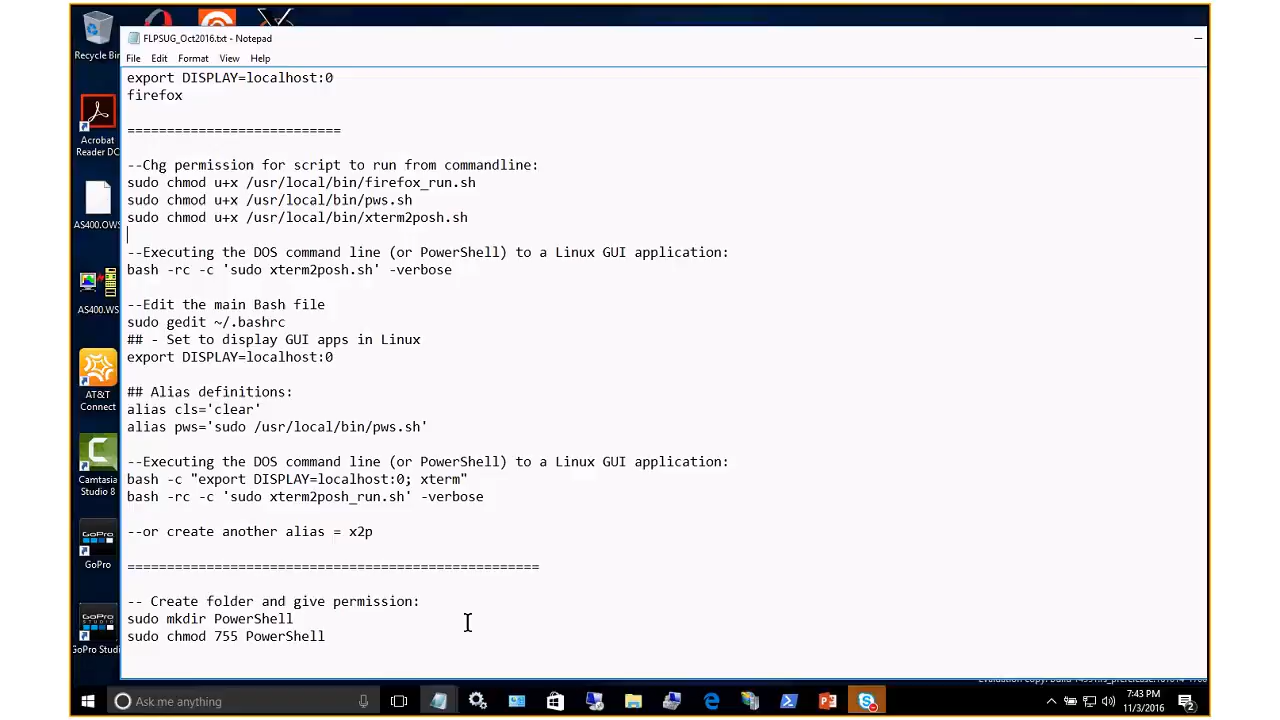 Recycle Bin
FLPSUG_Oct2016.txt - Notepad
File Edit Format View Help
export DISPLAY=localhost:0
firefox
===========================
--Chg permission for script to run from commandline:
sudo chmod u+x /usr/local/bin/firefox_run.sh
sudo chmod u+x /usr/local/bin/pws.sh
sudo chmod u+x /usr/local/bin/xterm2posh.sh
--Executing the DOS command line (or PowerShell) to a Linux GUI application:
bash -rc -c 'sudo xterm2posh.sh' -verbose
--Edit the main Bash file
sudo gedit ~/.bashrc
## - Set to display GUI apps in Linux
export DISPLAY=localhost:0
## Alias definitions:
alias cls='clear'
alias pws='sudo /usr/local/bin/pws.sh'
--Executing the DOS command line (or PowerShell) to a Linux GUI application:
bash -c "export DISPLAY=localhost:0; xterm"
bash -rc -c 'sudo xterm2posh_run.sh' -verbose
--or create another alias = x2p
====================================================
-- Create folder and give permission:
sudo mkdir PowerShell
sudo chmod 755 PowerShell
Acrobat
Reader DC
AS400.OWS
AS400.WS
AT&T
Connect
Camtasia
Studio 8
GoPro
GoPro
GoPro
STUDIO
GoPro Studi
Ask me anything
7:43 PM
11/3/2016
2